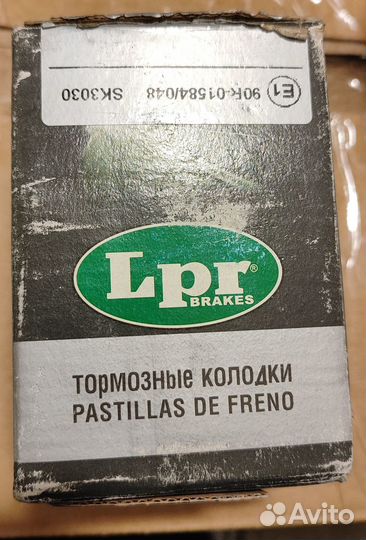 E1 90R-01584/048 SK3030
Lpr®
BRAKES
ТОРМОЗНЫЕ КОЛОДКИ
PASTILLAS DE FRENO
Avito